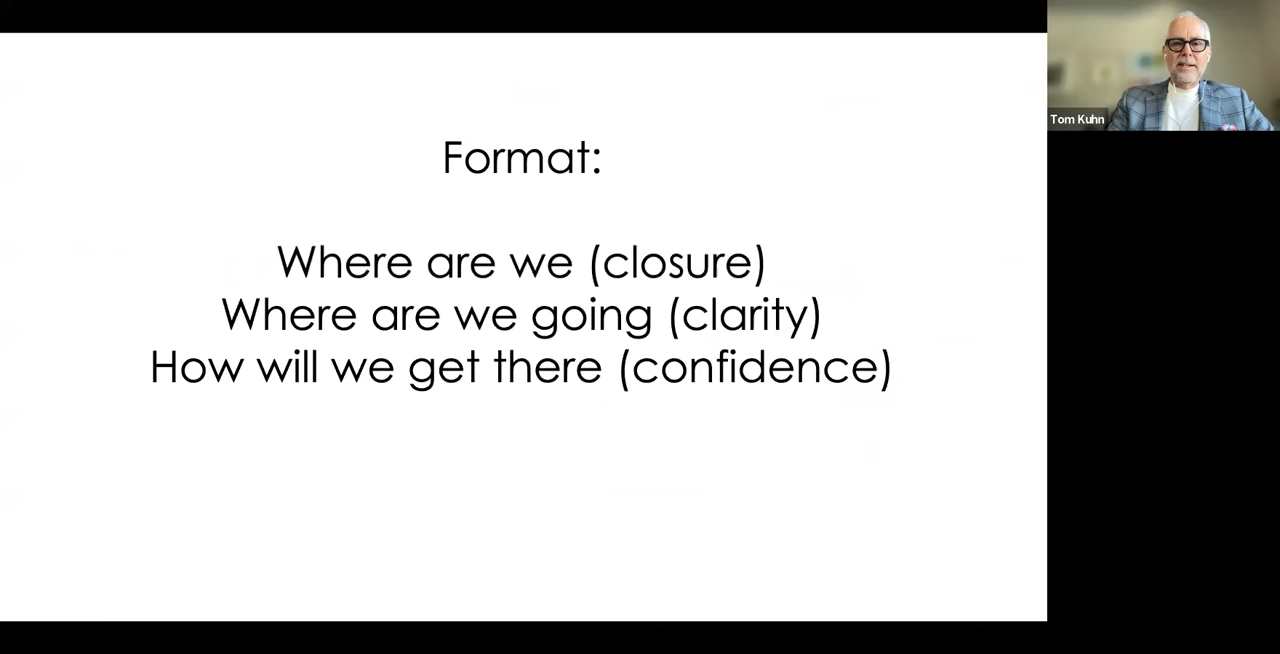 Format:
Where are we (closure)
Where are we going (clarity)
How will we get there (confidence)
Tom Kuhn